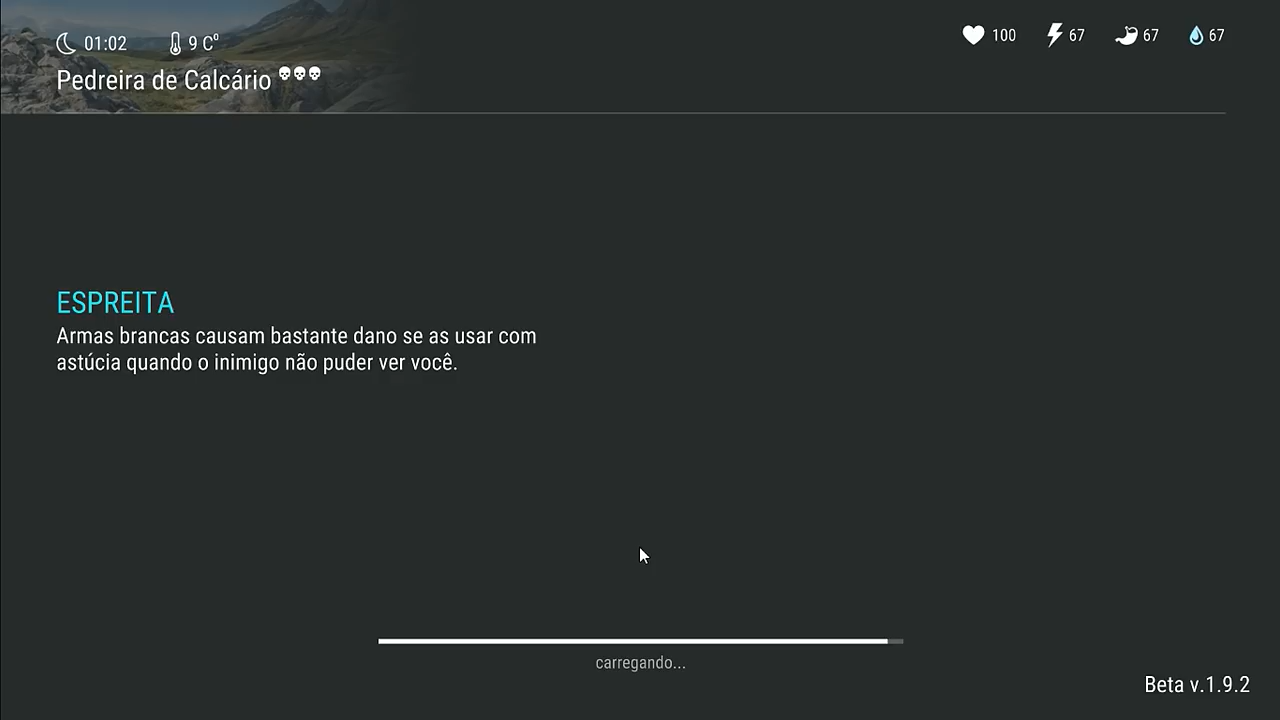 01:02 9 Cº
100 67 67 67
Pedreira de Calcário
ESPREITA
Armas brancas causam bastante dano se as usar com
astúcia quando o inimigo não puder ver você.
carregando...
Beta v.1.9.2